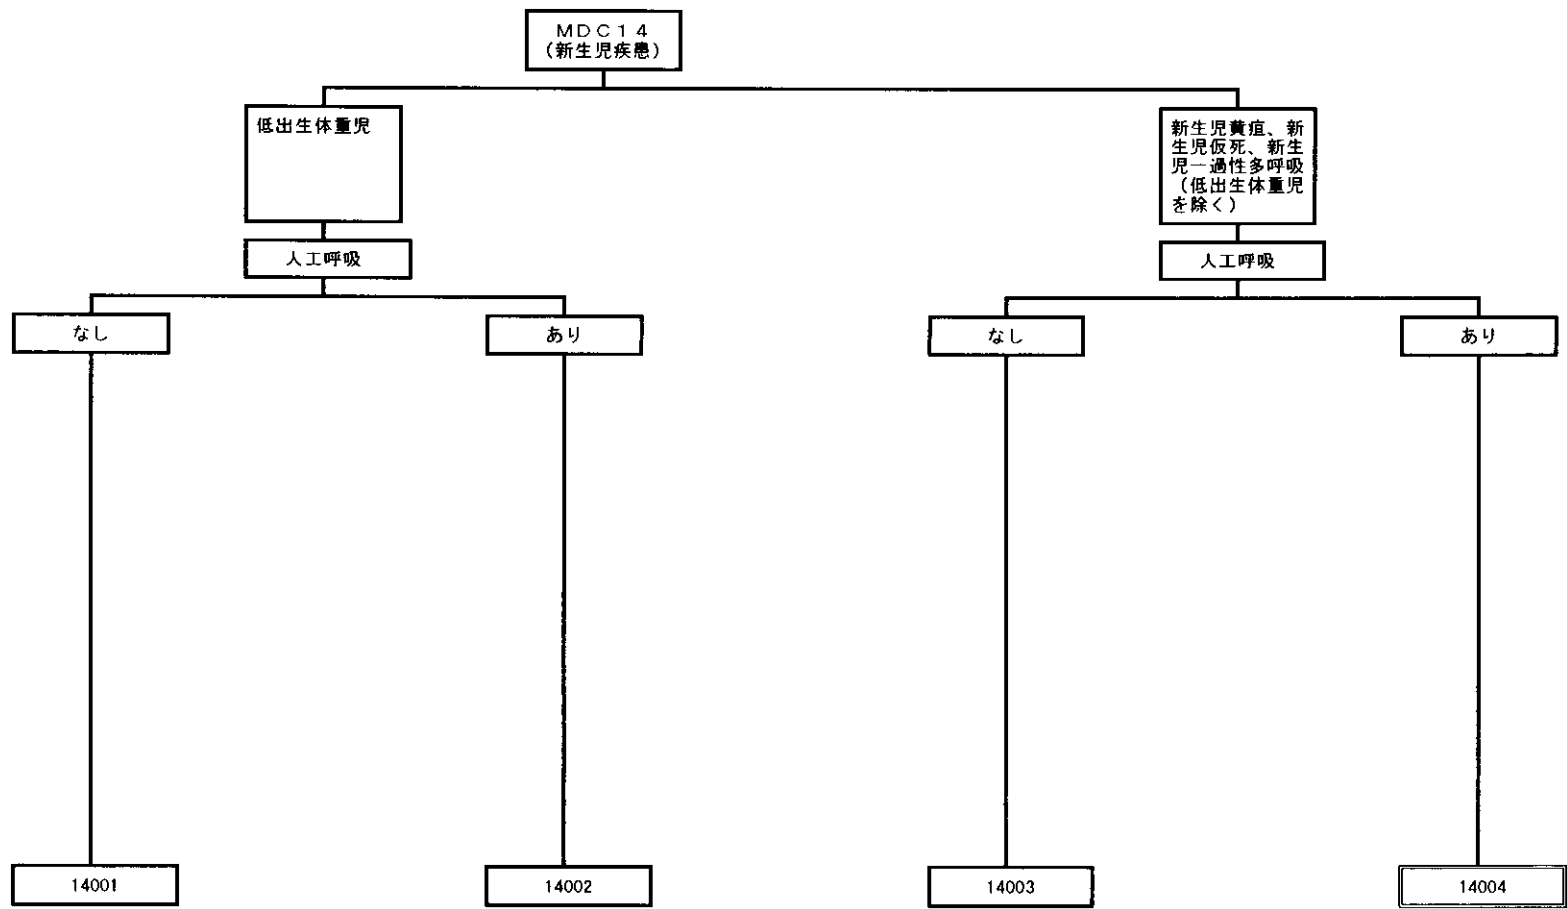 MDC14
(新生児疾患)
低出生体重児
新生児黄疸、新
生児仮死、新生
児一過性多呼吸
(低出生体重児
を除く)
人工呼吸
人工呼吸
なし
あり
なし
あり
14001
14002
14003
14004